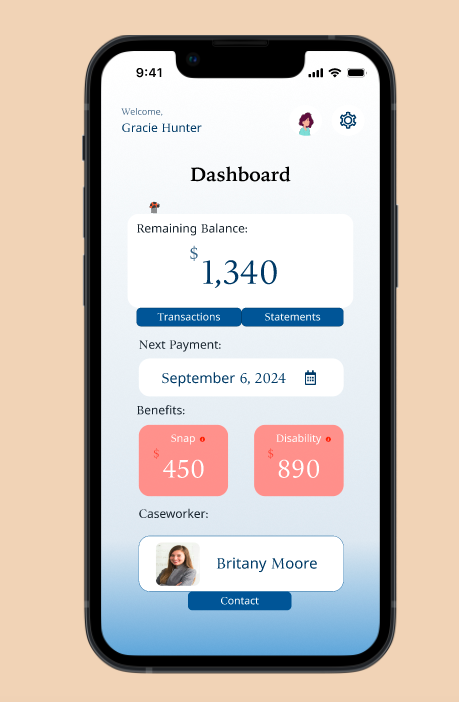 9:41
Welcome,
Gracie Hunter
Dashboard
Remaining Balance:
$1,340
Transactions Statements
Next Payment:
September 6, 2024
Benefits:
Snap Disability
$450 $890
Caseworker:
Britany Moore
Contact